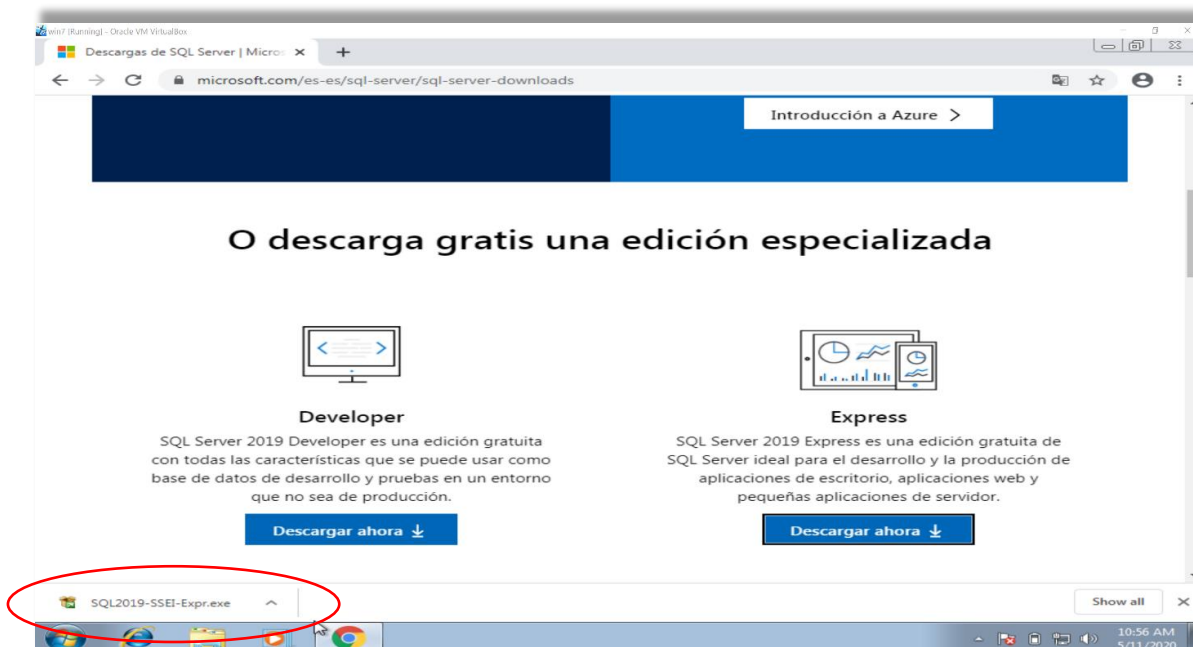 win7 [Running] - Oracle VM VirtualBox
Descargas de SQL Server | Micros
microsoft.com/es-es/sql-server/sql-server-downloads
Introducción a Azure
O descarga gratis una edición especializada
Developer
SQL Server 2019 Developer es una edición gratuita
con todas las características que se puede usar como
base de datos de desarrollo y pruebas en un entorno
que no sea de producción.
Descargar ahora
Express
SQL Server 2019 Express es una edición gratuita de
SQL Server ideal para el desarrollo y la producción de
aplicaciones de escritorio, aplicaciones web y
pequeñas aplicaciones de servidor.
Descargar ahora
SQL2019-SSEI-Expr.exe
Show all
10:56 AM
5/11/2020